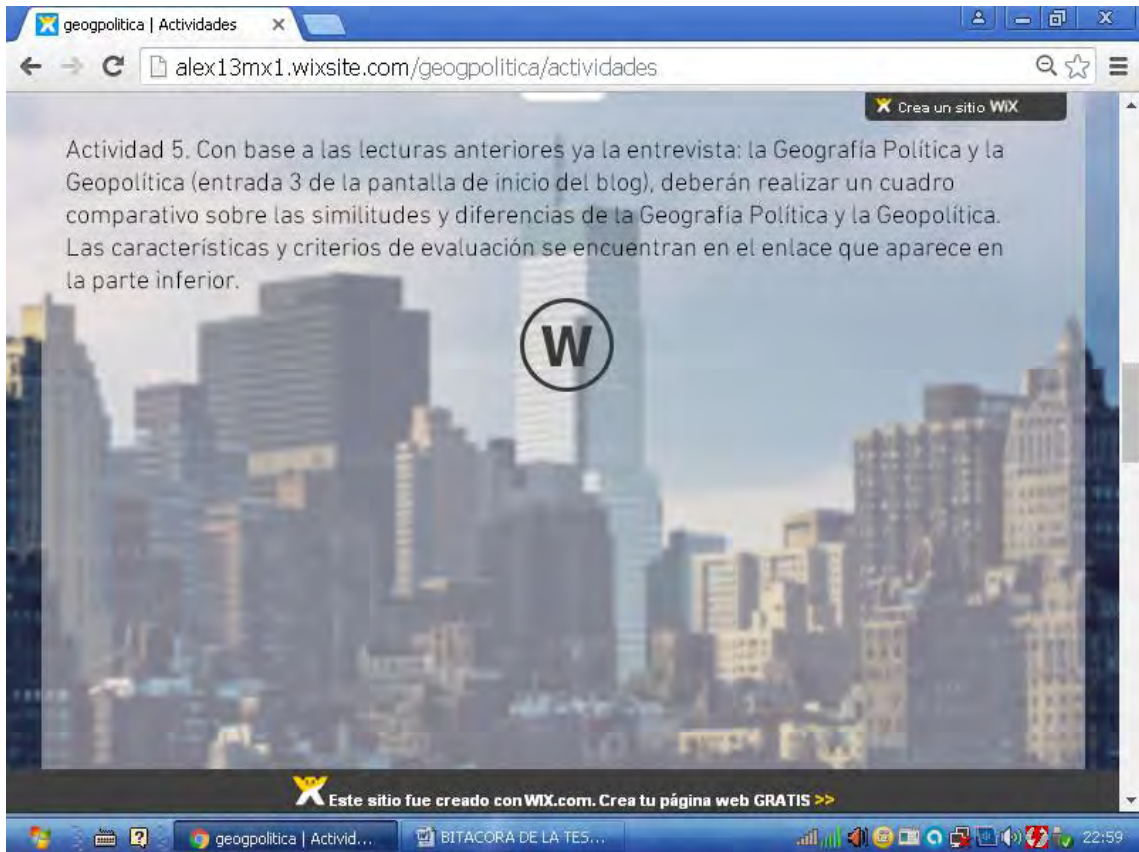 geogpolitica | Actividades
alex13mx1.wixsite.com/geogpolitica/actividades
Crea un sitio WiX
Actividad 5. Con base a las lecturas anteriores ya la entrevista: la Geografía Política y la
Geopolítica (entrada 3 de la pantalla de inicio del blog), deberán realizar un cuadro
comparativo sobre las similitudes y diferencias de la Geografía Política y la Geopolítica.
Las características y criterios de evaluación se encuentran en el enlace que aparece en
la parte inferior.
W
Este sitio fue creado con WIX.com. Crea tu página web GRATIS >>
geogpolitica | Activid...
BITACORA DE LA TES...
22:59